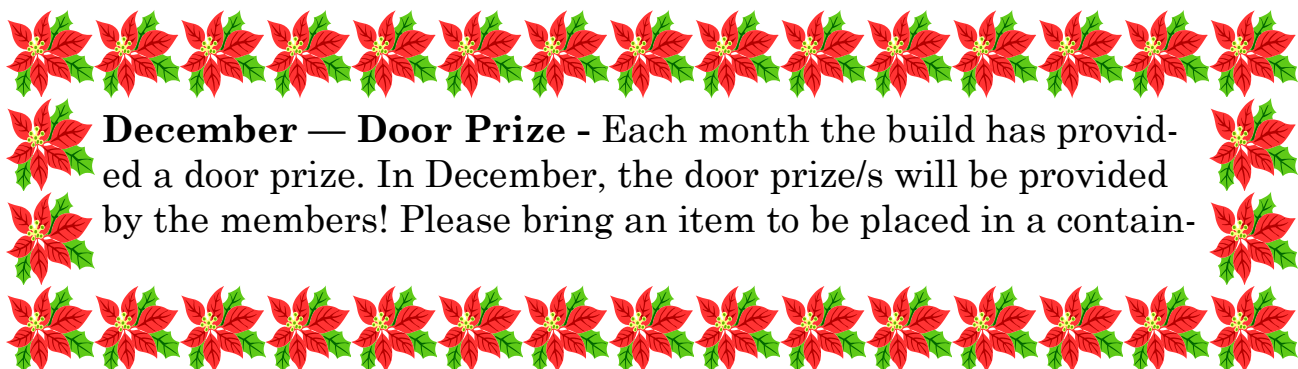 December — Door Prize - Each month the build has provid-
ed a door prize. In December, the door prize/s will be provided
by the members! Please bring an item to be placed in a contain-